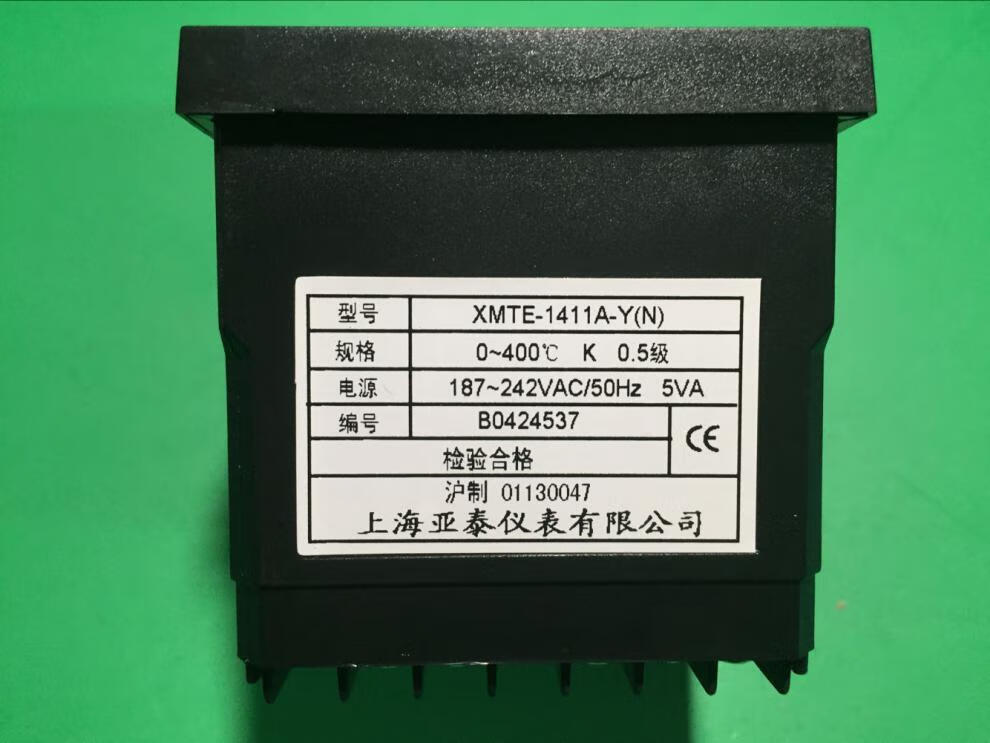 型号 XMTE-1411A-Y(N)
规格 0~400℃ K 0.5级
电源 187~242VAC/50Hz 5VA
编号 B0424537
CE
检验合格
沪制 01130047
上海亚泰仪表有限公司